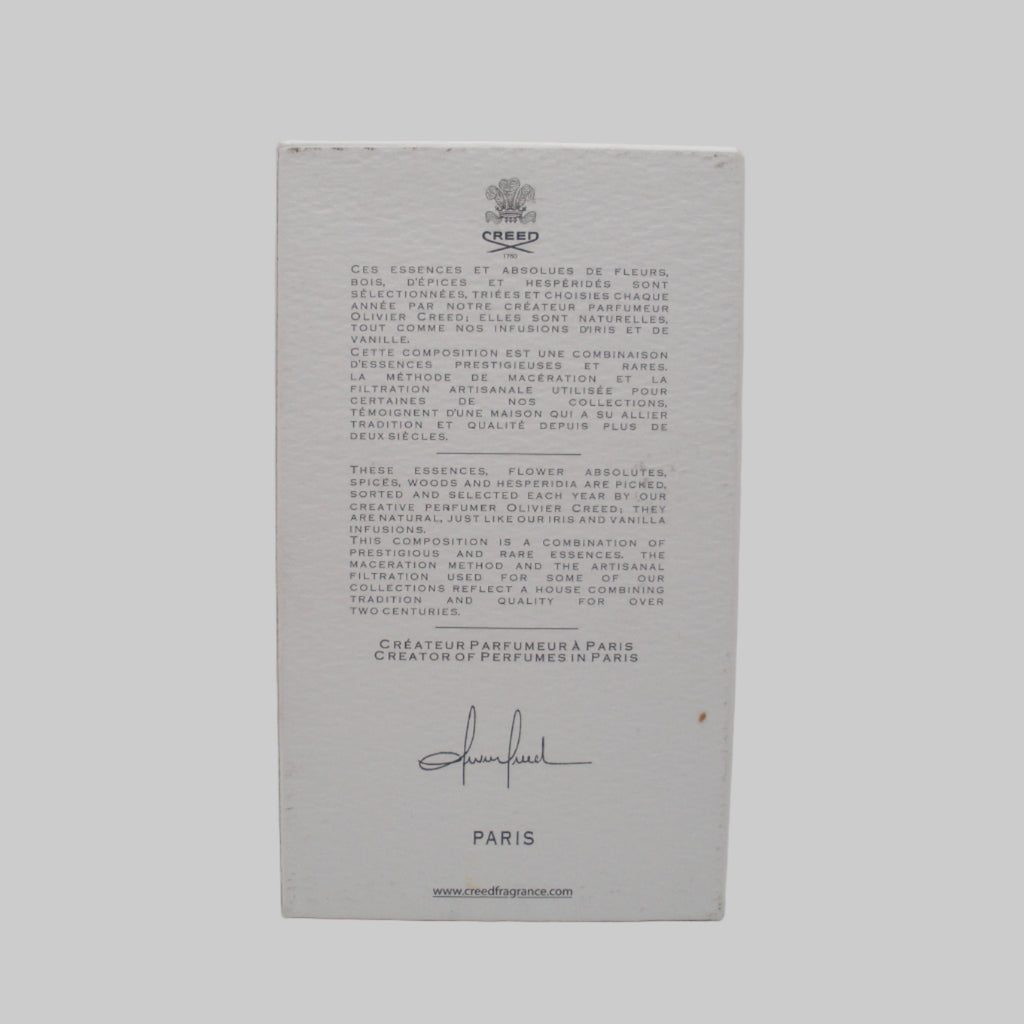 CREED
1760
CES ESSENCES ET ABSOLUES DE FLEURS,
BOIS, D'ÉPICES ET HESPÉRIDÉS SONT
SÉLECTIONNÉES, TRIÉES ET CHOISIES CHAQUE
ANNÉE PAR NOTRE CRÉATEUR PARFUMEUR
OLIVIER CREED; ELLES SONT NATURELLES,
TOUT COMME NOS INFUSIONS D'IRIS ET DE
VANILLE.
CETTE COMPOSITION EST UNE COMBINAISON
D'ESSENCES PRESTIGIEUSES ET RARES.
LA MÉTHODE DE MACÉRATION ET LA
FILTRATION ARTISANALE UTILISÉE POUR
CERTAINES DE NOS COLLECTIONS,
TÉMOIGNENT D'UNE MAISON QUI A SU ALLIER
TRADITION ET QUALITÉ DEPUIS PLUS DE
DEUX SIÈCLES.
THESE ESSENCES, FLOWER ABSOLUTES,
SPICES, WOODS AND HESPERIDIA ARE PICKED,
SORTED AND SELECTED EACH YEAR BY OUR
CREATIVE PERFUMER OLIVIER CREED; THEY
ARE NATURAL, JUST LIKE OUR IRIS AND VANILLA
INFUSIONS.
THIS COMPOSITION IS A COMBINATION OF
PRESTIGIOUS AND RARE ESSENCES. THE
MACERATION METHOD AND THE ARTISANAL
FILTRATION USED FOR SOME OF OUR
COLLECTIONS REFLECT A HOUSE COMBINING
TRADITION AND QUALITY FOR OVER
TWO CENTURIES.
CRÉATEUR PARFUMEUR À PARIS
CREATOR OF PERFUMES IN PARIS
Olivier Creed
PARIS
www.creedfragrance.com